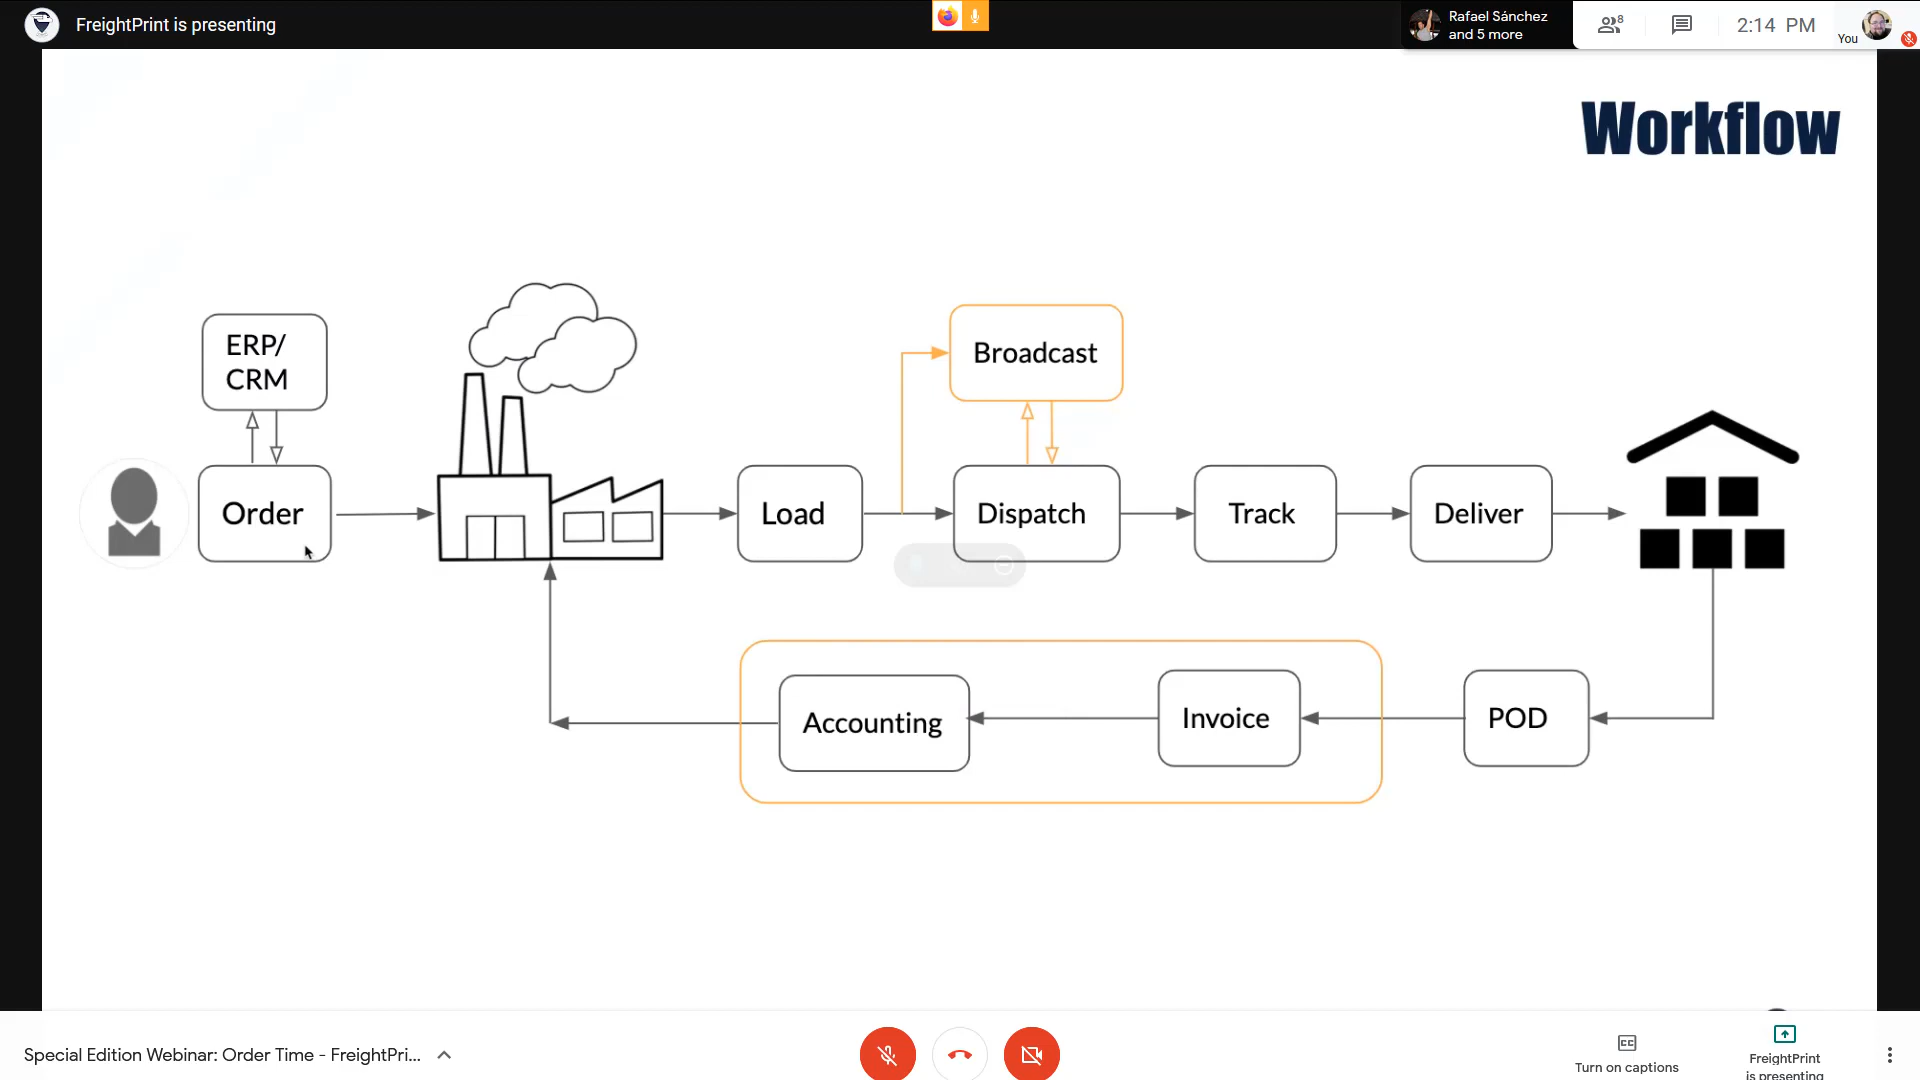 FreightPrint is presenting
Rafael Sánchez
and 5 more
8
2:14 PM
You
Workflow
ERP/
CRM
Broadcast
Order
Load
Dispatch
Track
Deliver
Accounting
Invoice
POD
Special Edition Webinar: Order Time - FreightPri...
CC
Turn on captions
FreightPrint
is presenting